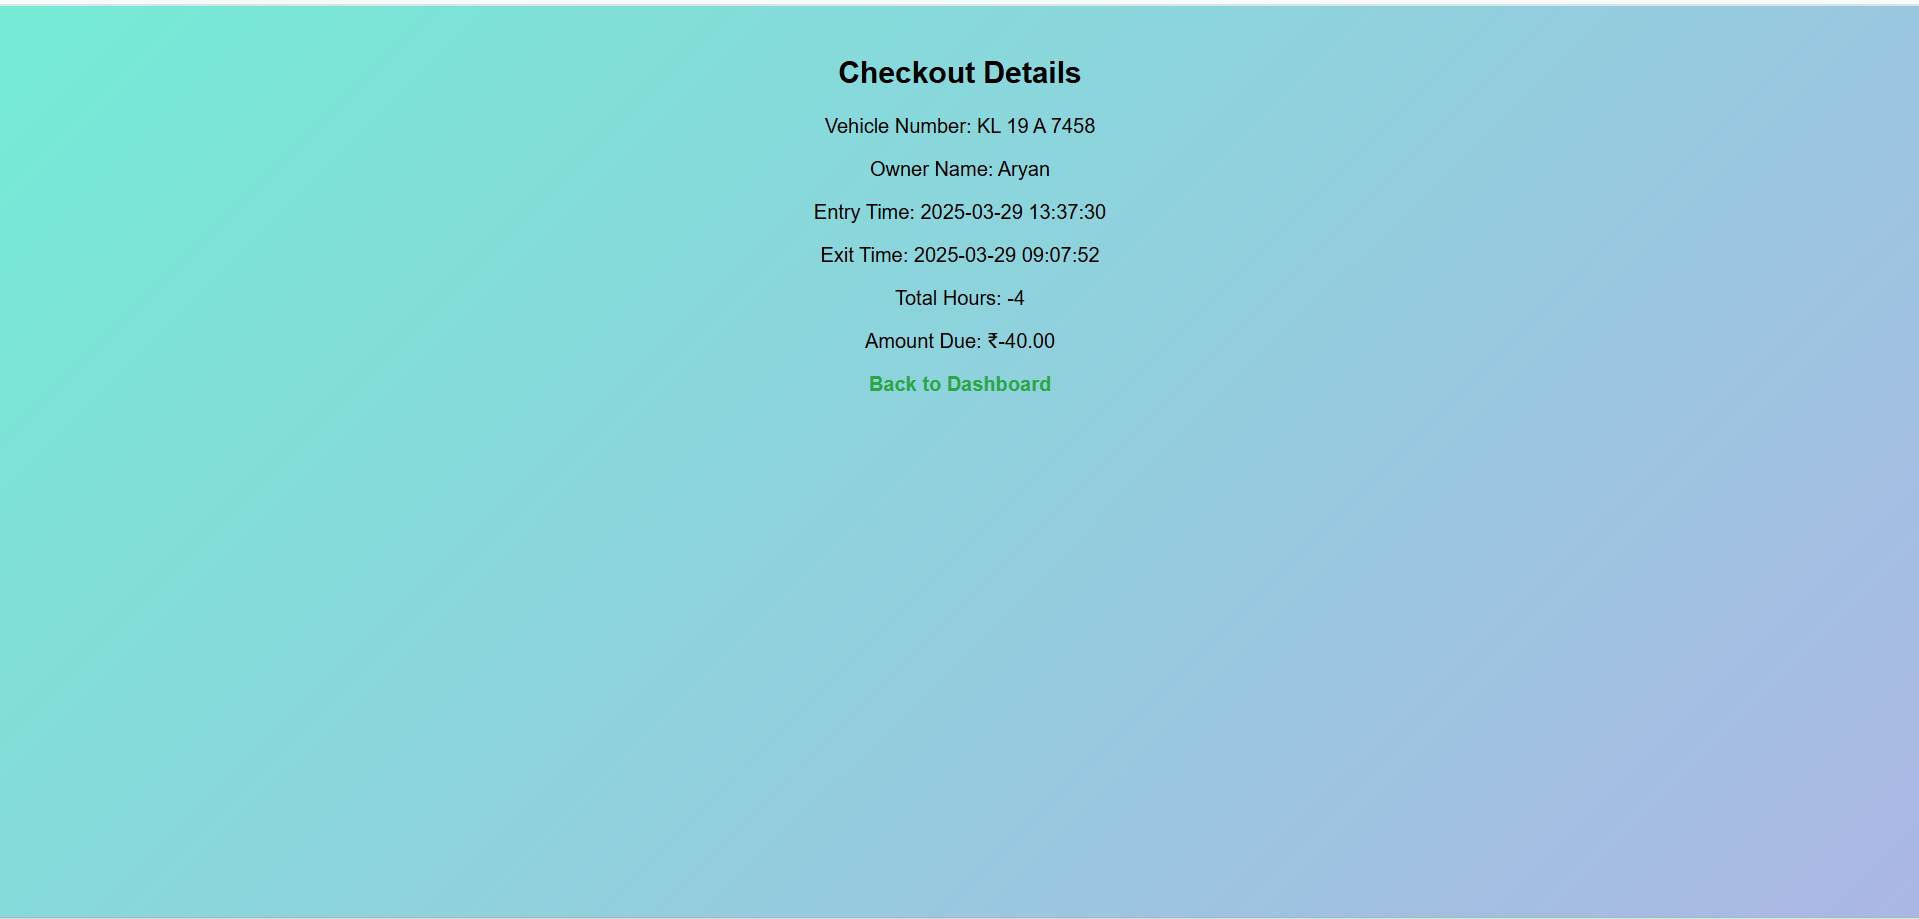 Checkout Details
Vehicle Number: KL 19 A 7458
Owner Name: Aryan
Entry Time: 2025-03-29 13:37:30
Exit Time: 2025-03-29 09:07:52
Total Hours: -4
Amount Due: ₹-40.00
Back to Dashboard